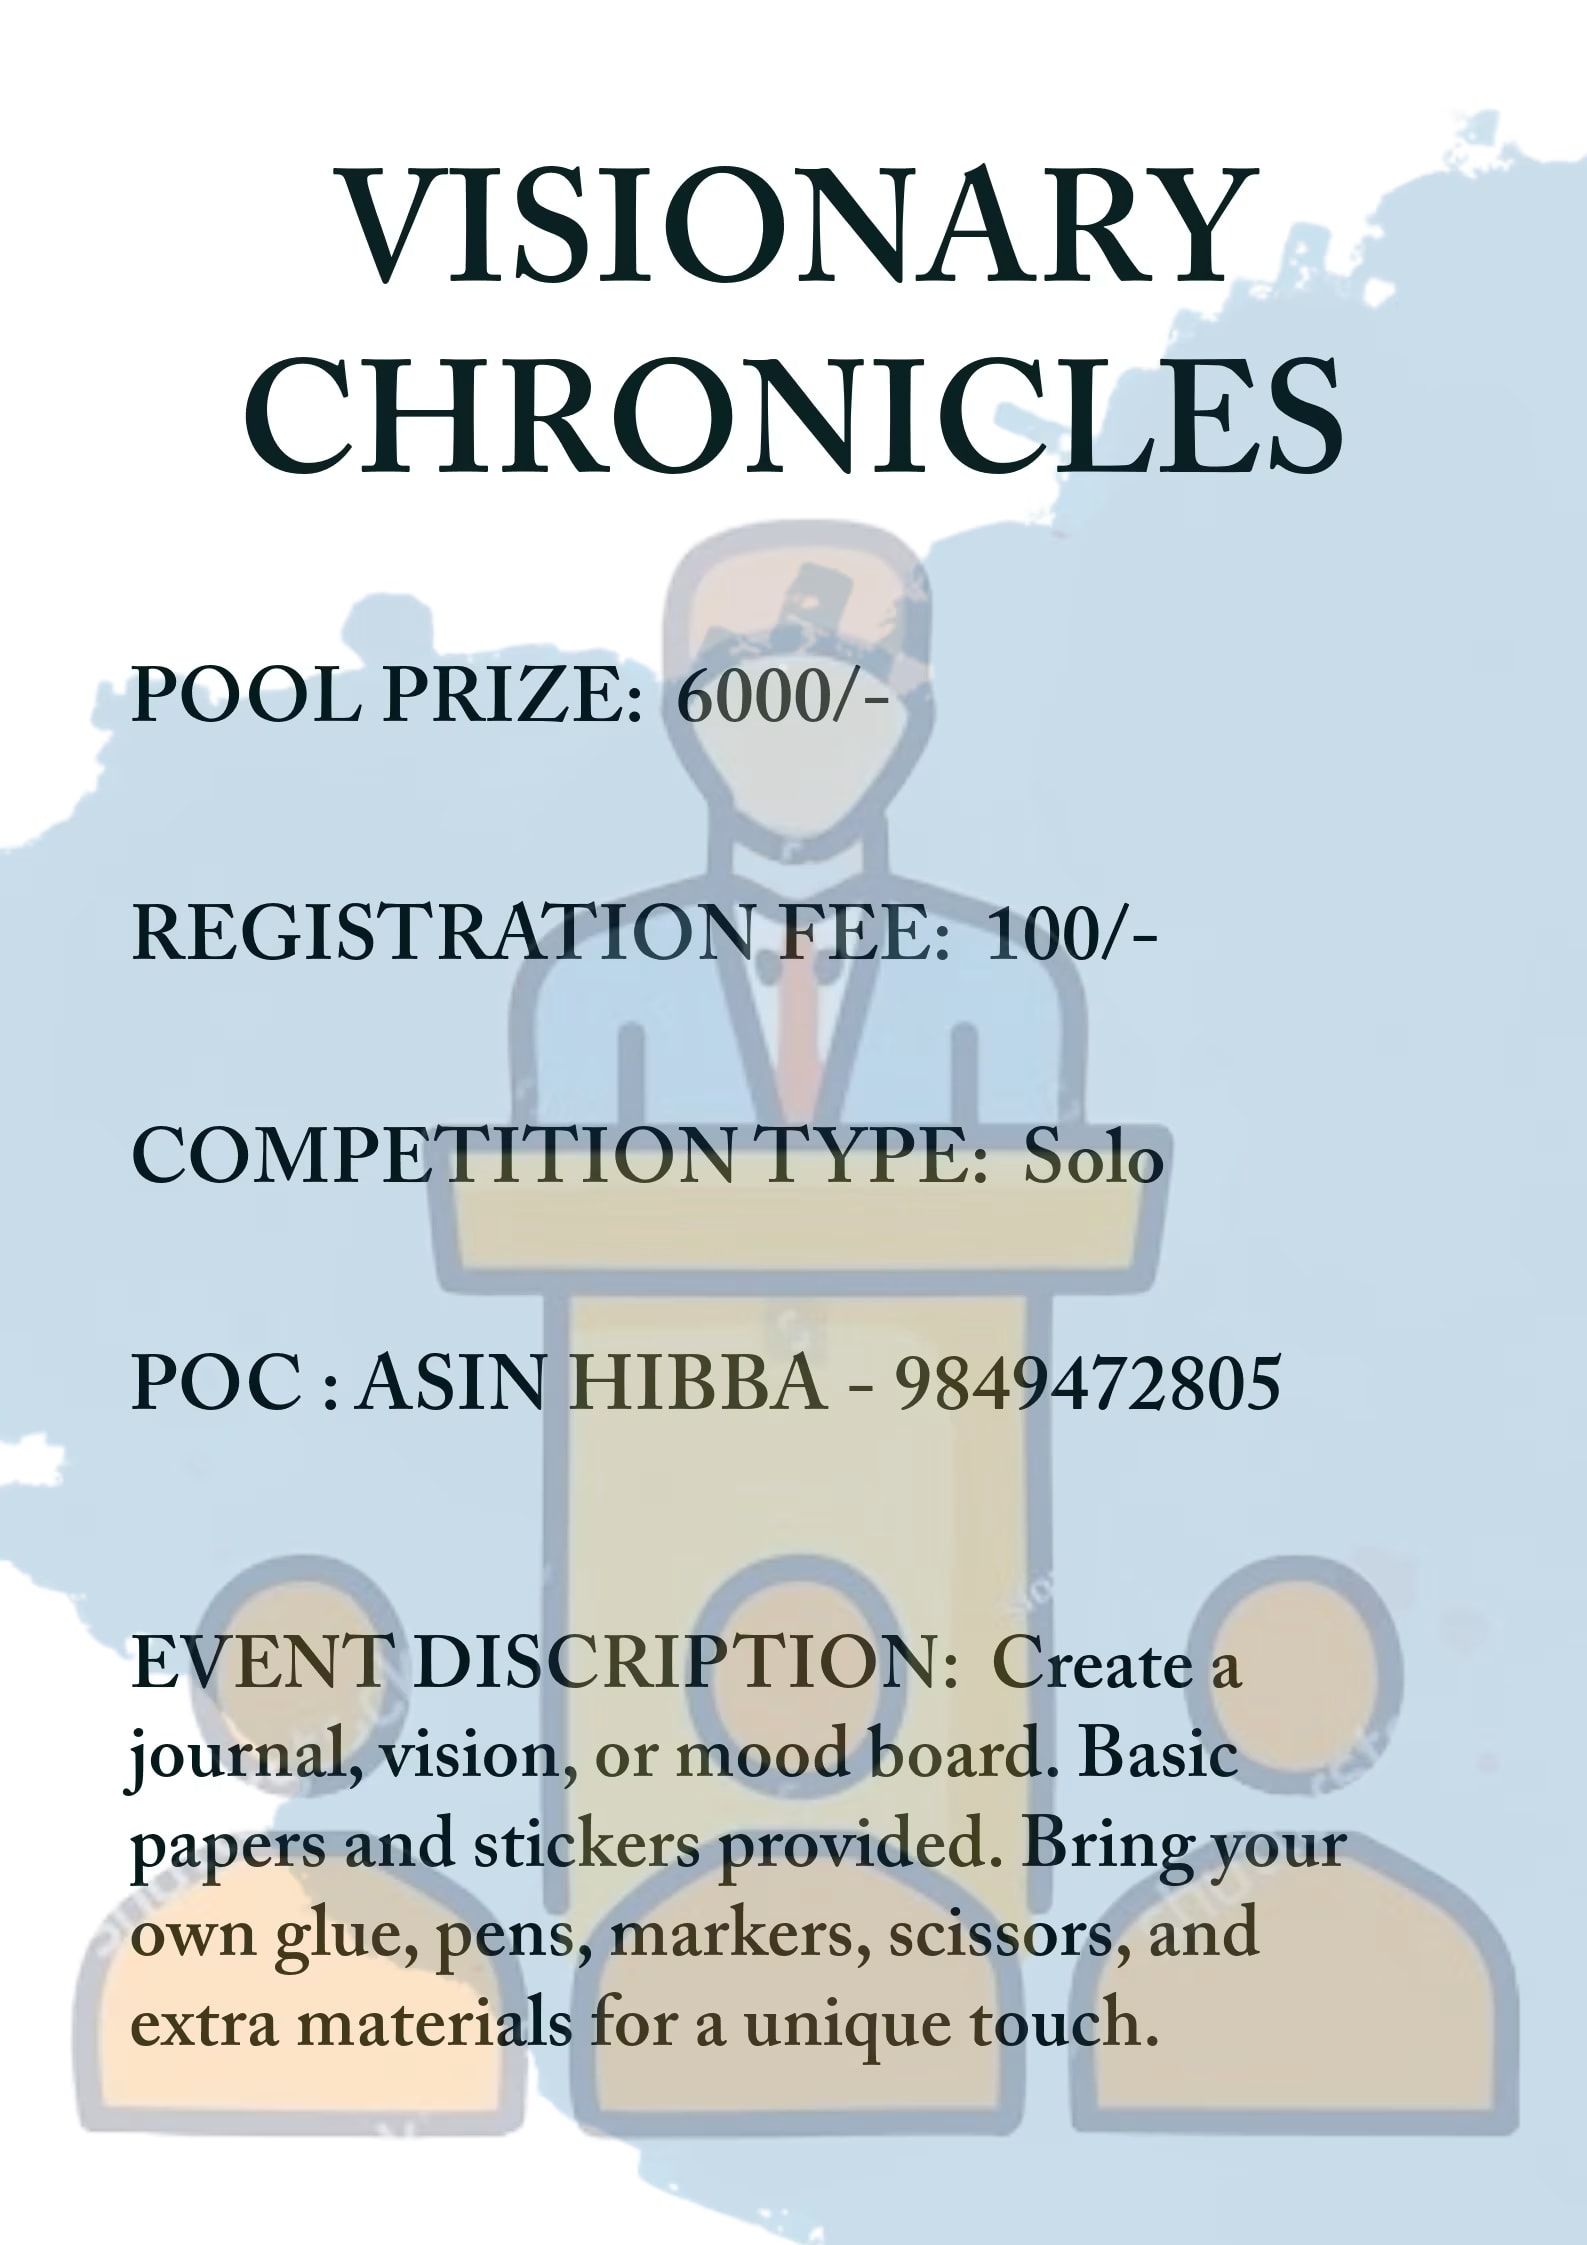 VISIONARY
CHRONICLES
POOL PRIZE: 6000/-
REGISTRATION FEE: 100/-
COMPETITION TYPE: Solo
POC : ASIN HIBBA - 9849472805
EVENT DISCRIPTION: Create a
journal, vision, or mood board. Basic
papers and stickers provided. Bring your
own glue, pens, markers, scissors, and
extra materials for a unique touch.